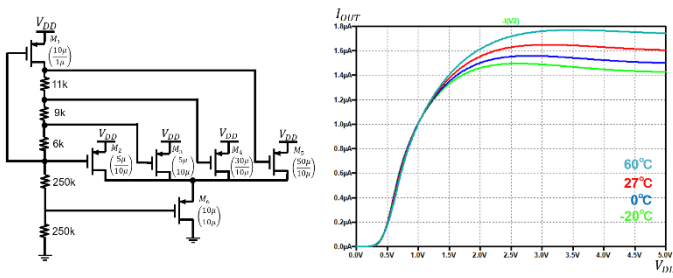 V_DD
M_1
(10μ/1μ)
11k
9k
6k
250k
250k
V_DD
M_2
(5μ/10μ)
V_DD
M_3
(5μ/10μ)
V_DD
M_4
(30μ/10μ)
V_DD
M_5
(50μ/10μ)
M_6
(10μ/10μ)
I_OUT
-I(V2)
1.8µA
1.6µA
1.4µA
1.2µA
1.0µA
0.8µA
0.6µA
0.4µA
0.2µA
0.0µA
60°C
27°C
0°C
-20°C
0.0V 0.5V 1.0V 1.5V 2.0V 2.5V 3.0V 3.5V 4.0V 4.5V 5.0V